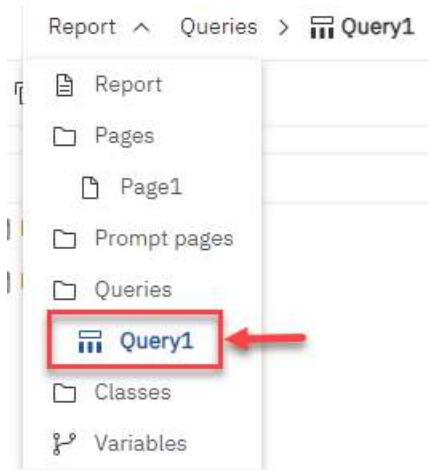 Report Queries > Query1
Report
Pages
Page1
Prompt pages
Queries
Query1
Classes
Variables